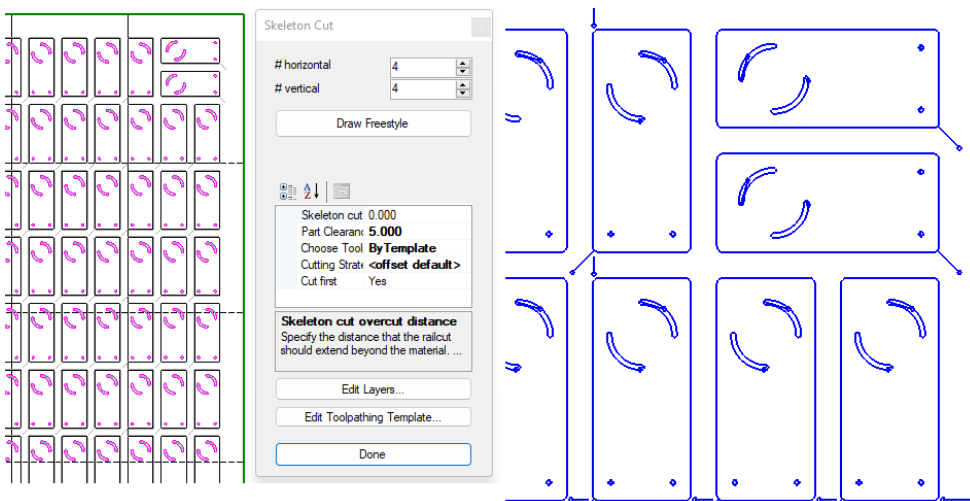 Skeleton Cut
# horizontal 4
# vertical 4
Draw Freestyle
Skeleton cut 0.000
Part Clearanc 5.000
Choose Tool ByTemplate
Cutting Strate <offset default>
Cut first Yes
Skeleton cut overcut distance
Specify the distance that the railcut
should extend beyond the material. ...
Edit Layers...
Edit Toolpathing Template...
Done